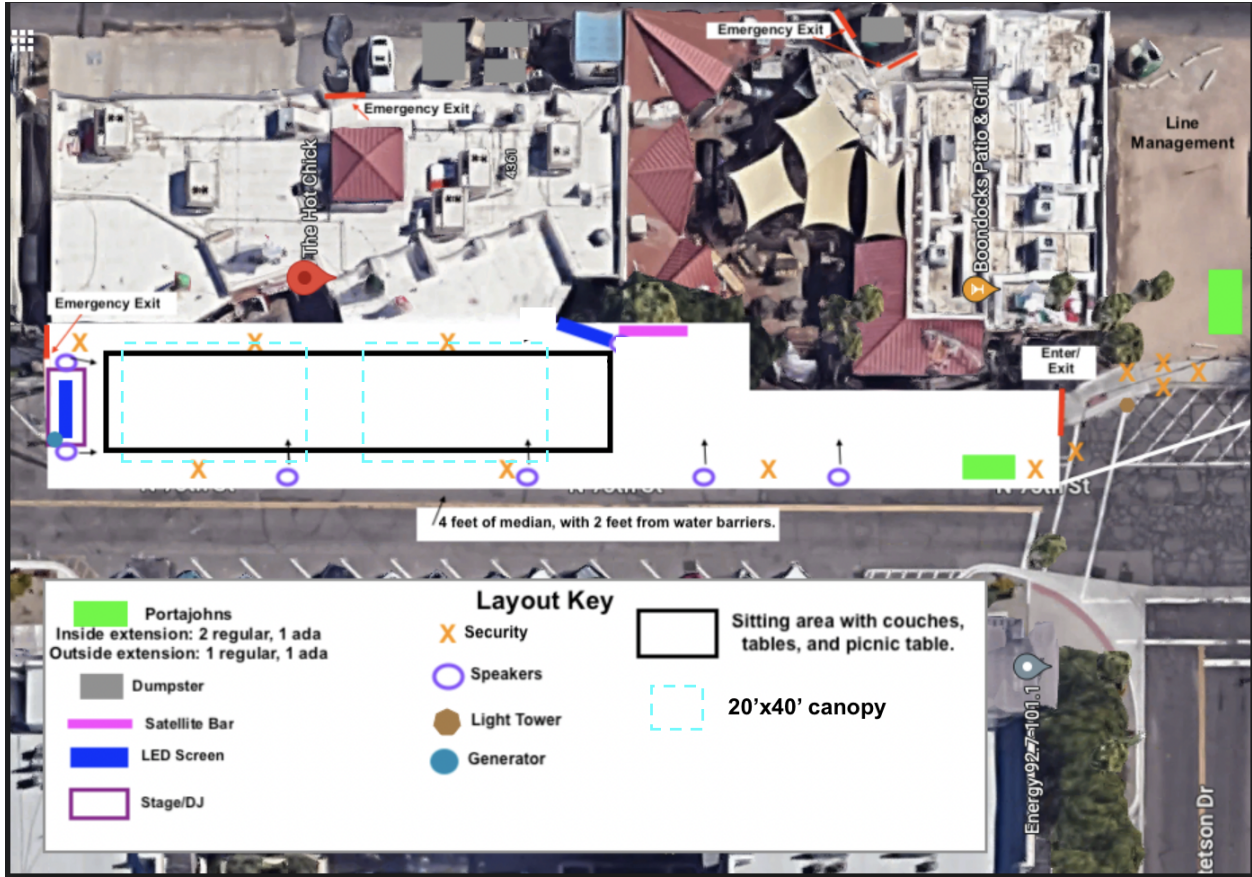 Emergency Exit
Emergency Exit
The Hot Chick
4361
Boondocks Patio & Grill
Line
Management
Emergency Exit
Enter/
Exit
X
X
X
X
X
X
X
X
X
X
X
X
X
N 75th St
N 75th St
N 75th St
4 feet of median, with 2 feet from water barriers.
Layout Key
Portajohns
Inside extension: 2 regular, 1 ada
Outside extension: 1 regular, 1 ada
Dumpster
Satellite Bar
LED Screen
Stage/DJ
X Security
Speakers
Light Tower
Generator
Sitting area with couches,
tables, and picnic table.
20'x40' canopy
Energy 92.7-101.1
etson Dr